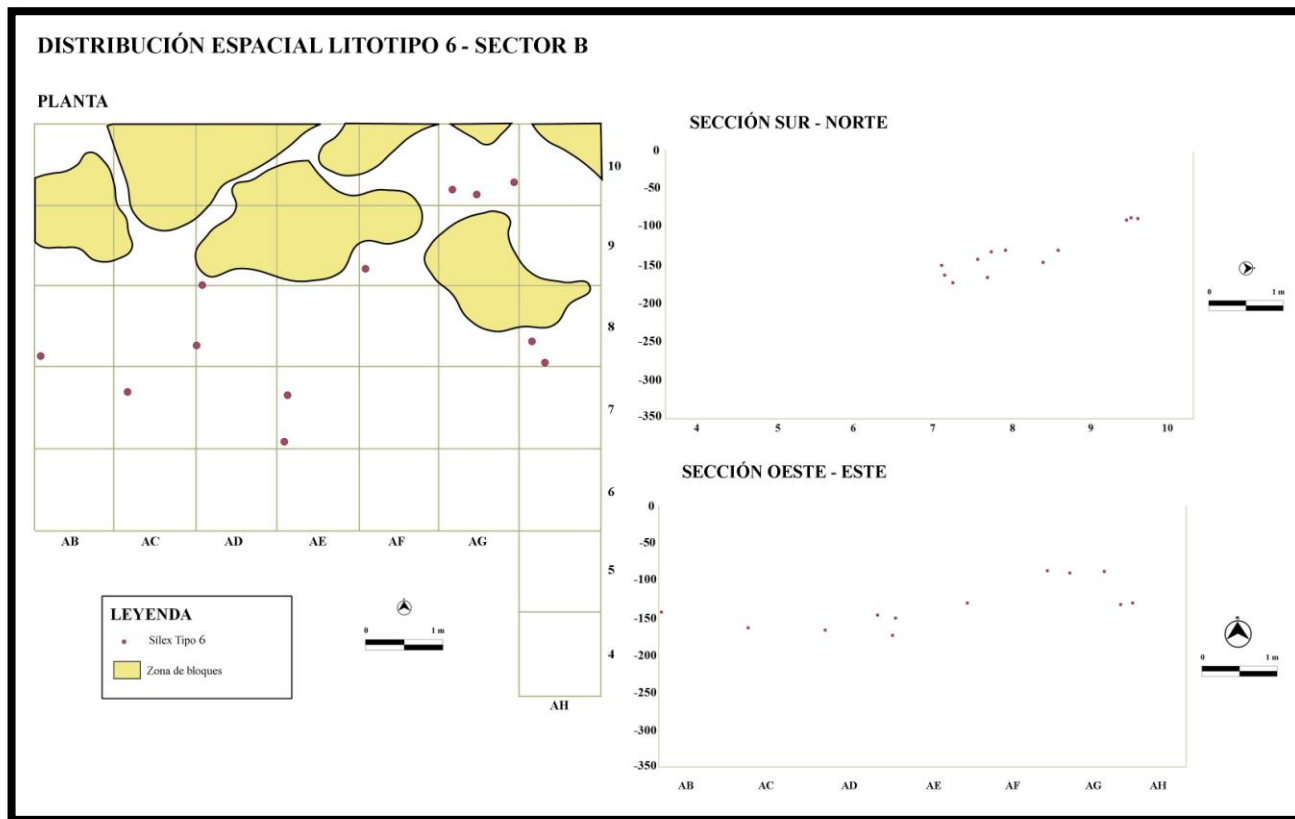 DISTRIBUCIÓN ESPACIAL LITOTIPO 6 - SECTOR B
PLANTA
10
9
8
7
6
5
4
AB AC AD AE AF AG
AH
LEYENDA
Sílex Tipo 6
Zona de bloques
0 1 m
SECCIÓN SUR - NORTE
0
-50
-100
-150
-200
-250
-300
-350
4 5 6 7 8 9 10
0 1 m
SECCIÓN OESTE - ESTE
0
-50
-100
-150
-200
-250
-300
-350
AB AC AD AE AF AG AH
0 1 m